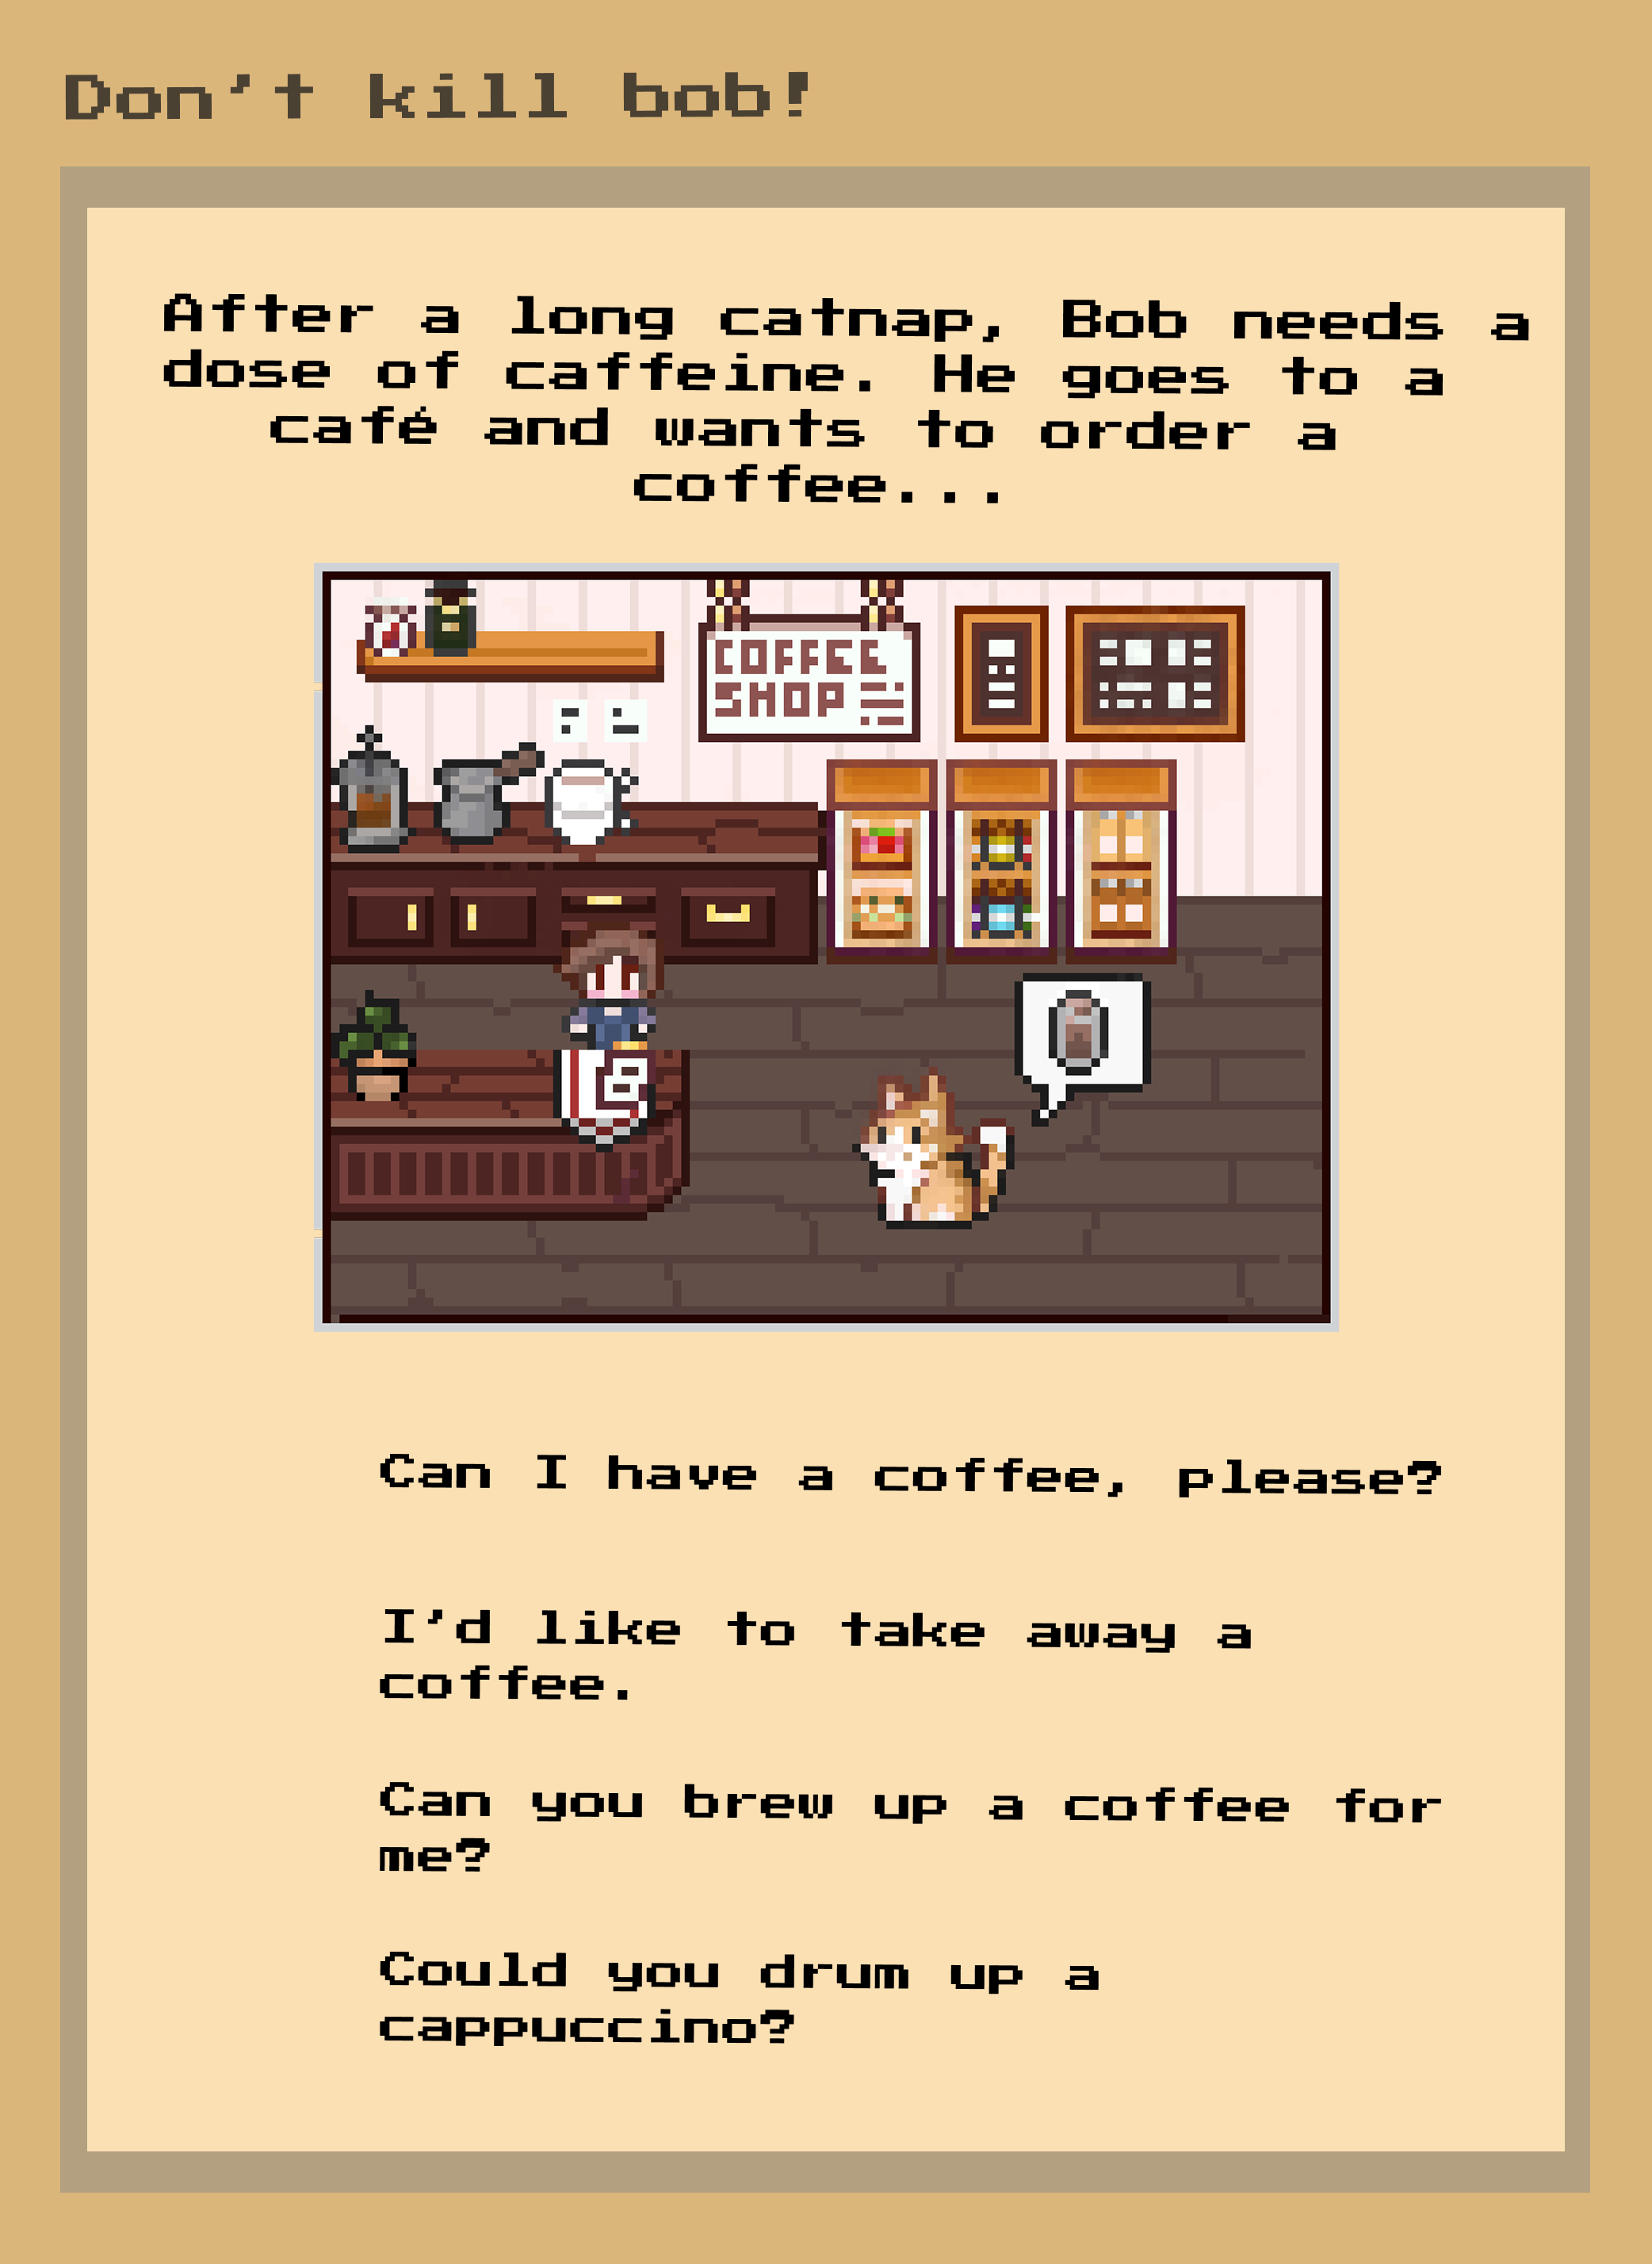 Don't kill bob!
After a long catnap, Bob needs a
dose of caffeine. He goes to a
café and wants to order a
coffee...
COFFEE
SHOP
Can I have a coffee, please?
I'd like to take away a
coffee.
Can you brew up a coffee for
me?
Could you drum up a
cappuccino?